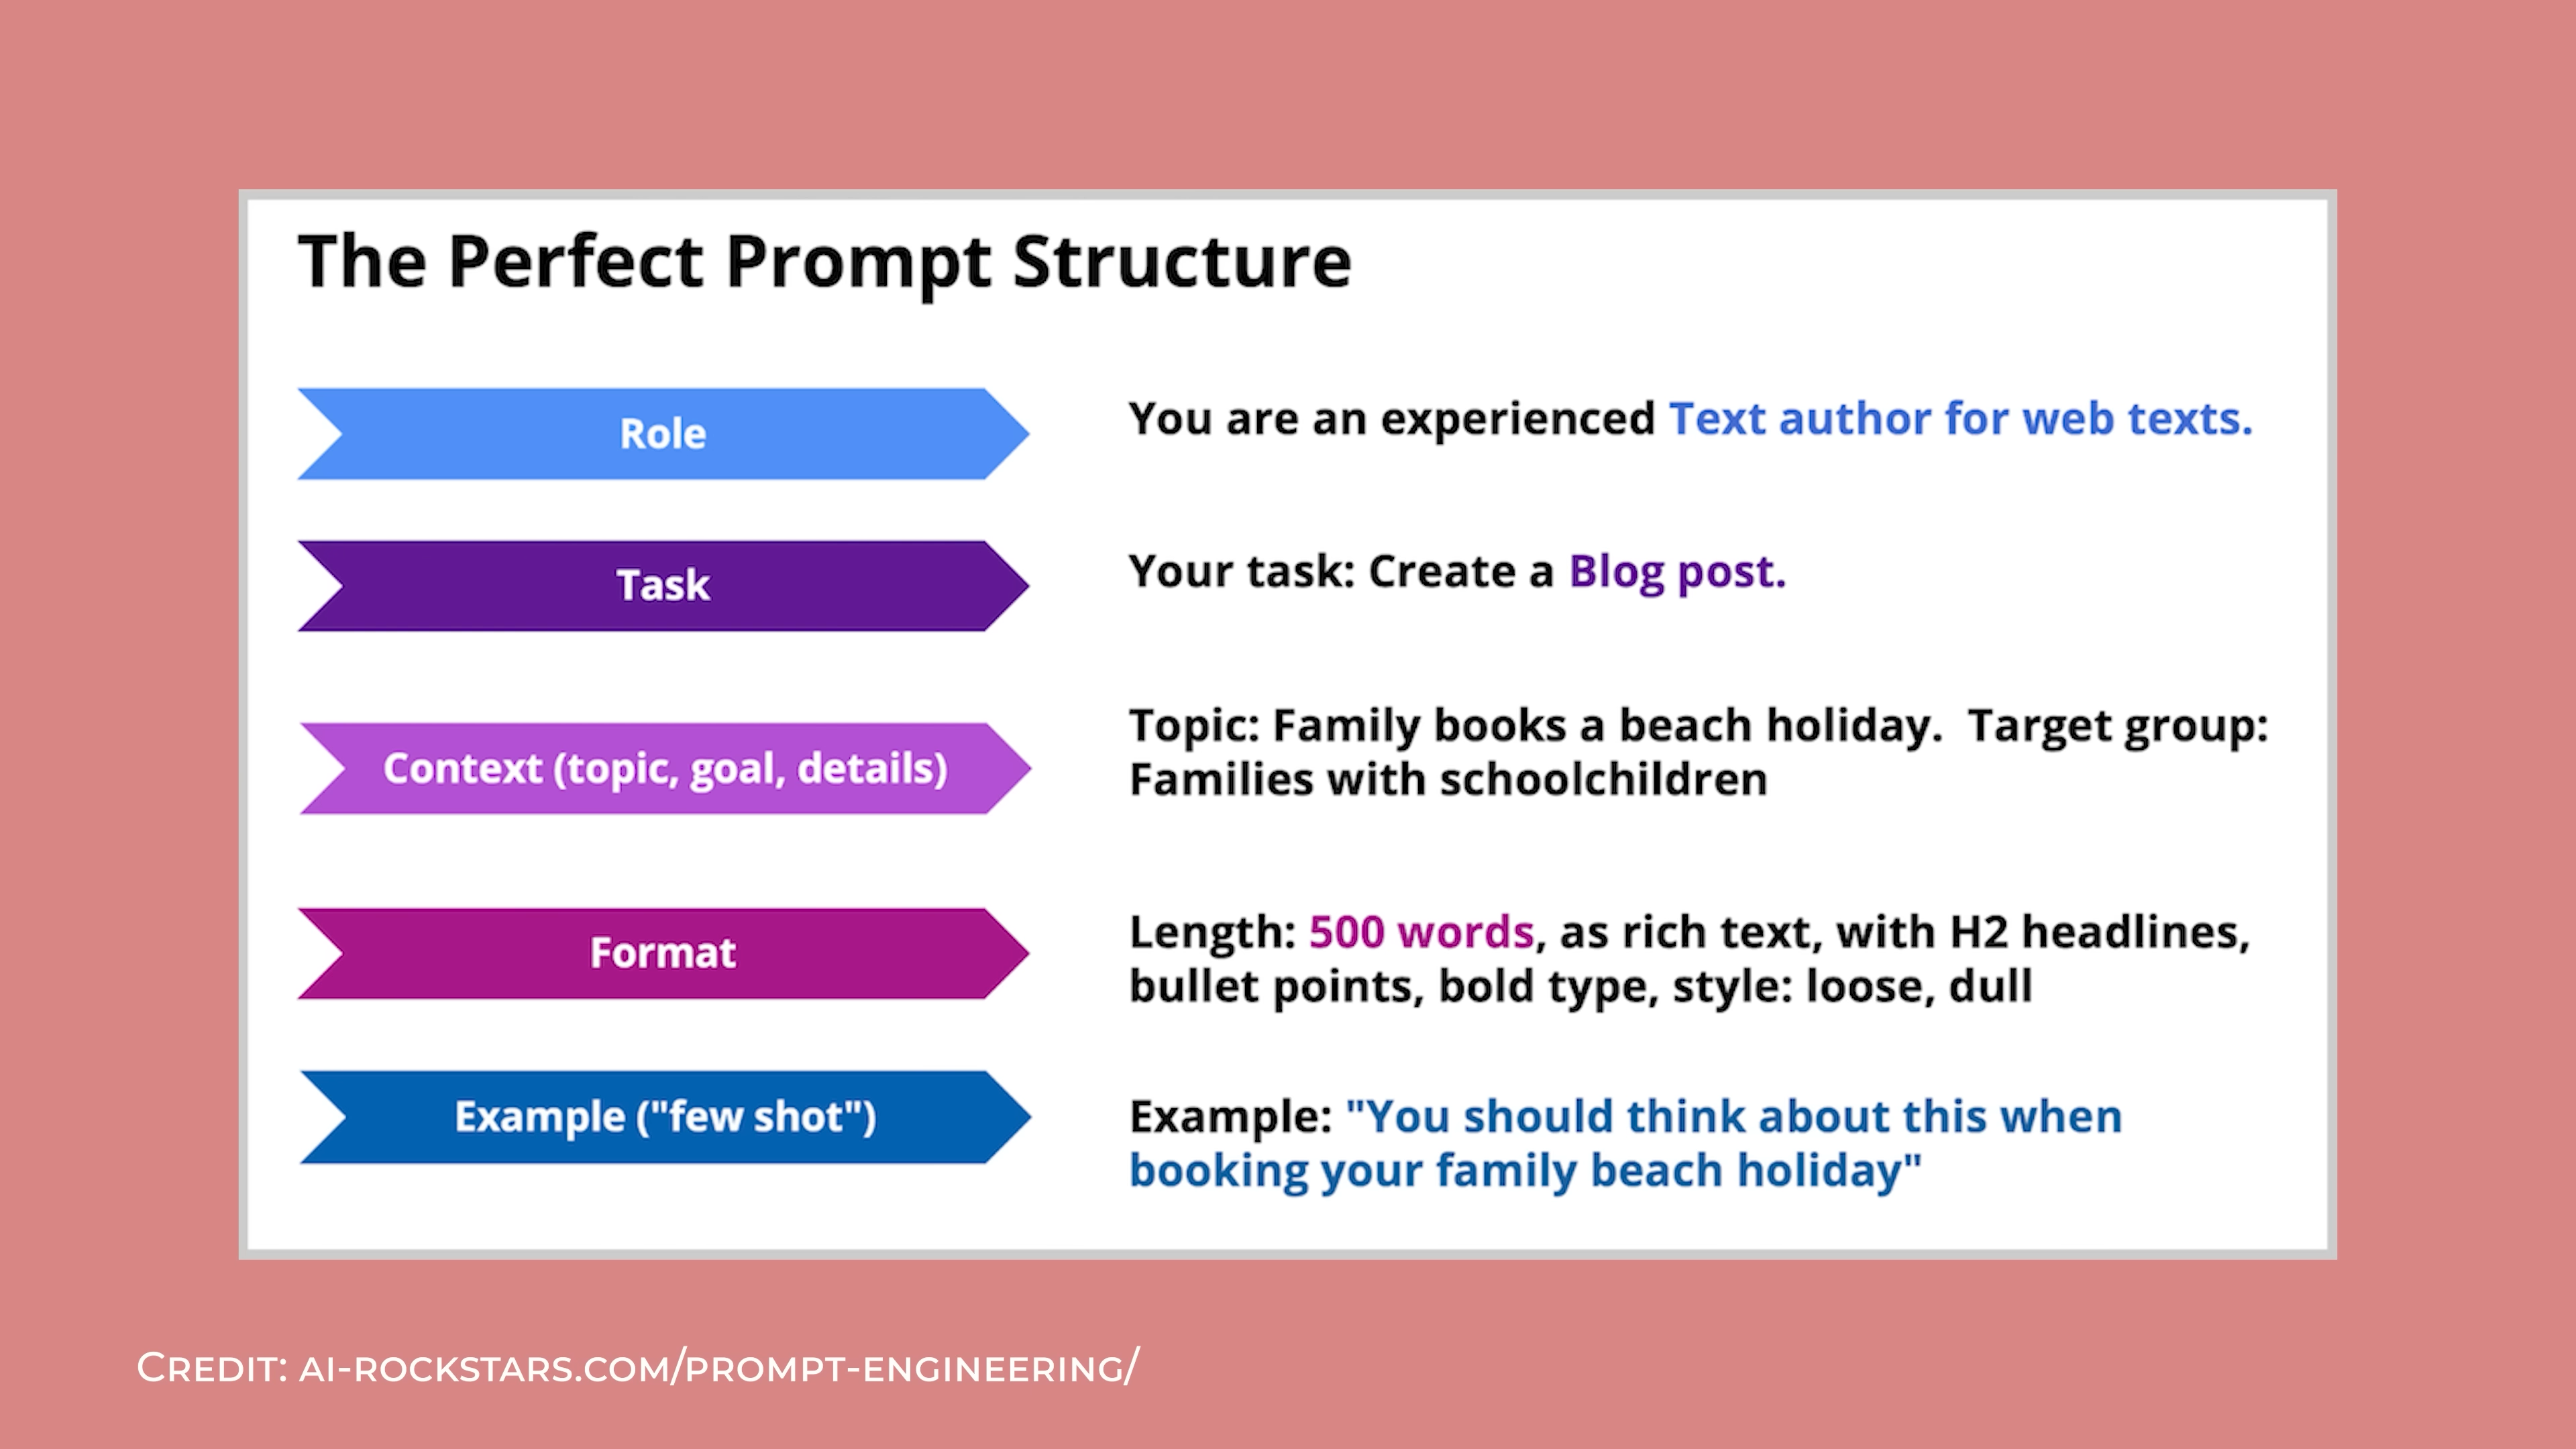 The Perfect Prompt Structure
Role
You are an experienced Text author for web texts.
Task
Your task: Create a Blog post.
Context (topic, goal, details)
Topic: Family books a beach holiday.  Target group:
Families with schoolchildren
Format
Length: 500 words, as rich text, with H2 headlines,
bullet points, bold type, style: loose, dull
Example ("few shot")
Example: "You should think about this when
booking your family beach holiday"
Credit: ai-rockstars.com/prompt-engineering/